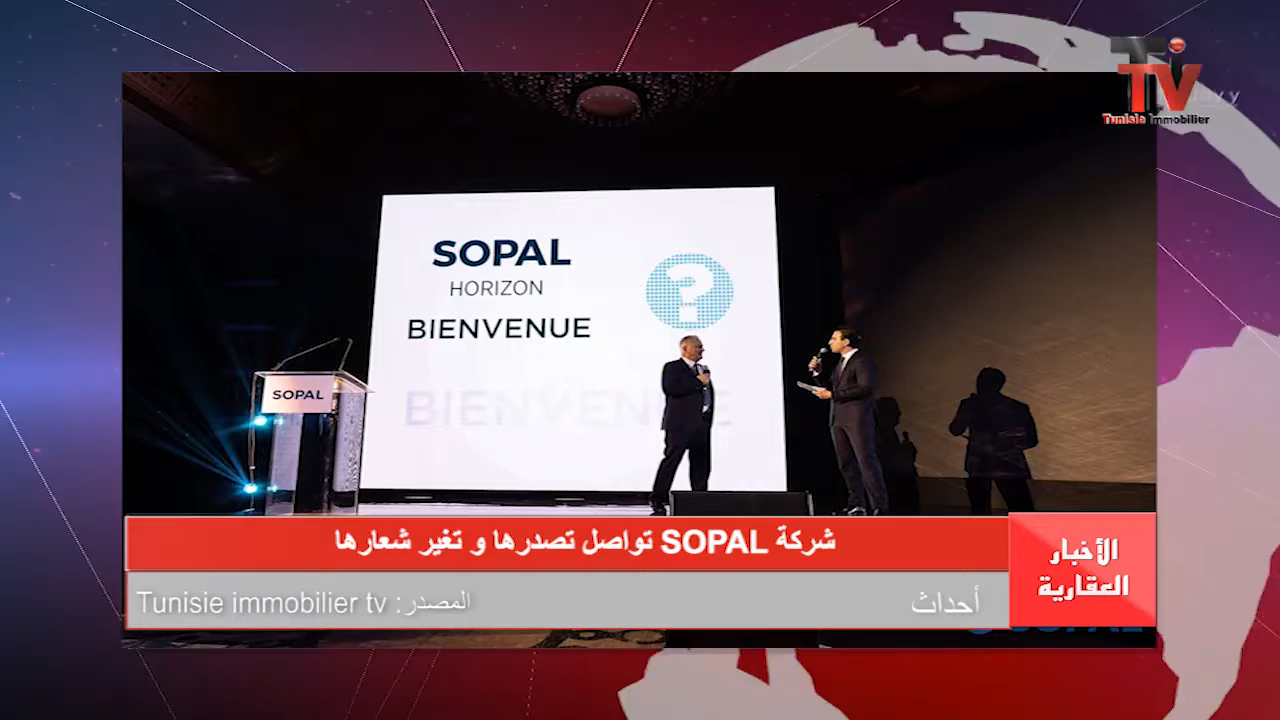 Tunisie Immobilier
SOPAL
HORIZON
BIENVENUE
BIENVENUE
SOPAL
شركة SOPAL تواصل تصدرها و تغير شعارها
الأخبار
العقارية
أحداث
المصدر: Tunisie immobilier tv